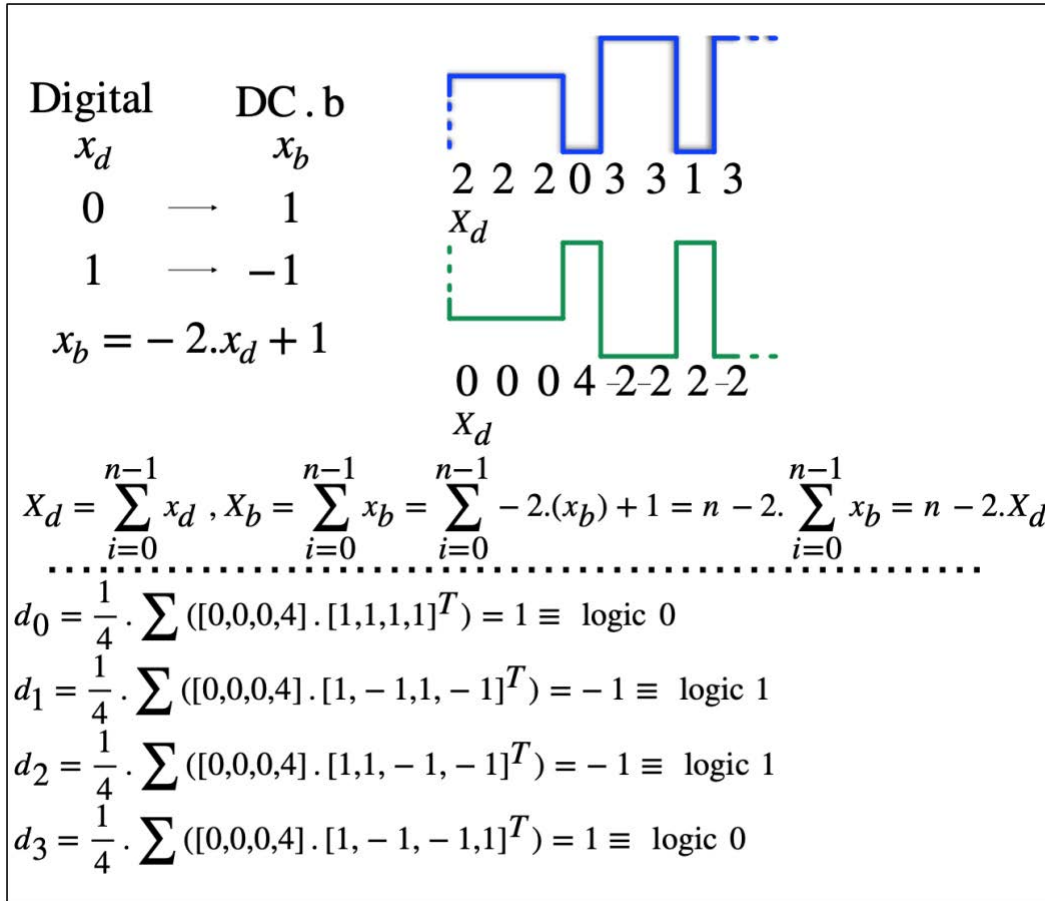 Digital DC.b
x_d x_b
0 → 1
1 → −1
x_b = − 2.x_d + 1
2 2 2 0 3 3 1 3
X_d
0 0 0 4 -2-2 2-2
X_d
X_d = ∑_{i=0}^{n−1} x_d , X_b = ∑_{i=0}^{n−1} x_b = ∑_{i=0}^{n−1} − 2.(x_b) + 1 = n − 2. ∑_{i=0}^{n−1} x_b = n − 2.X_d
d_0 = 1/4 . ∑ ([0,0,0,4] . [1,1,1,1]^T) = 1 ≡ logic 0
d_1 = 1/4 . ∑ ([0,0,0,4] . [1, − 1,1, − 1]^T) = − 1 ≡ logic 1
d_2 = 1/4 . ∑ ([0,0,0,4] . [1,1, − 1, − 1]^T) = − 1 ≡ logic 1
d_3 = 1/4 . ∑ ([0,0,0,4] . [1, − 1, − 1,1]^T) = 1 ≡ logic 0